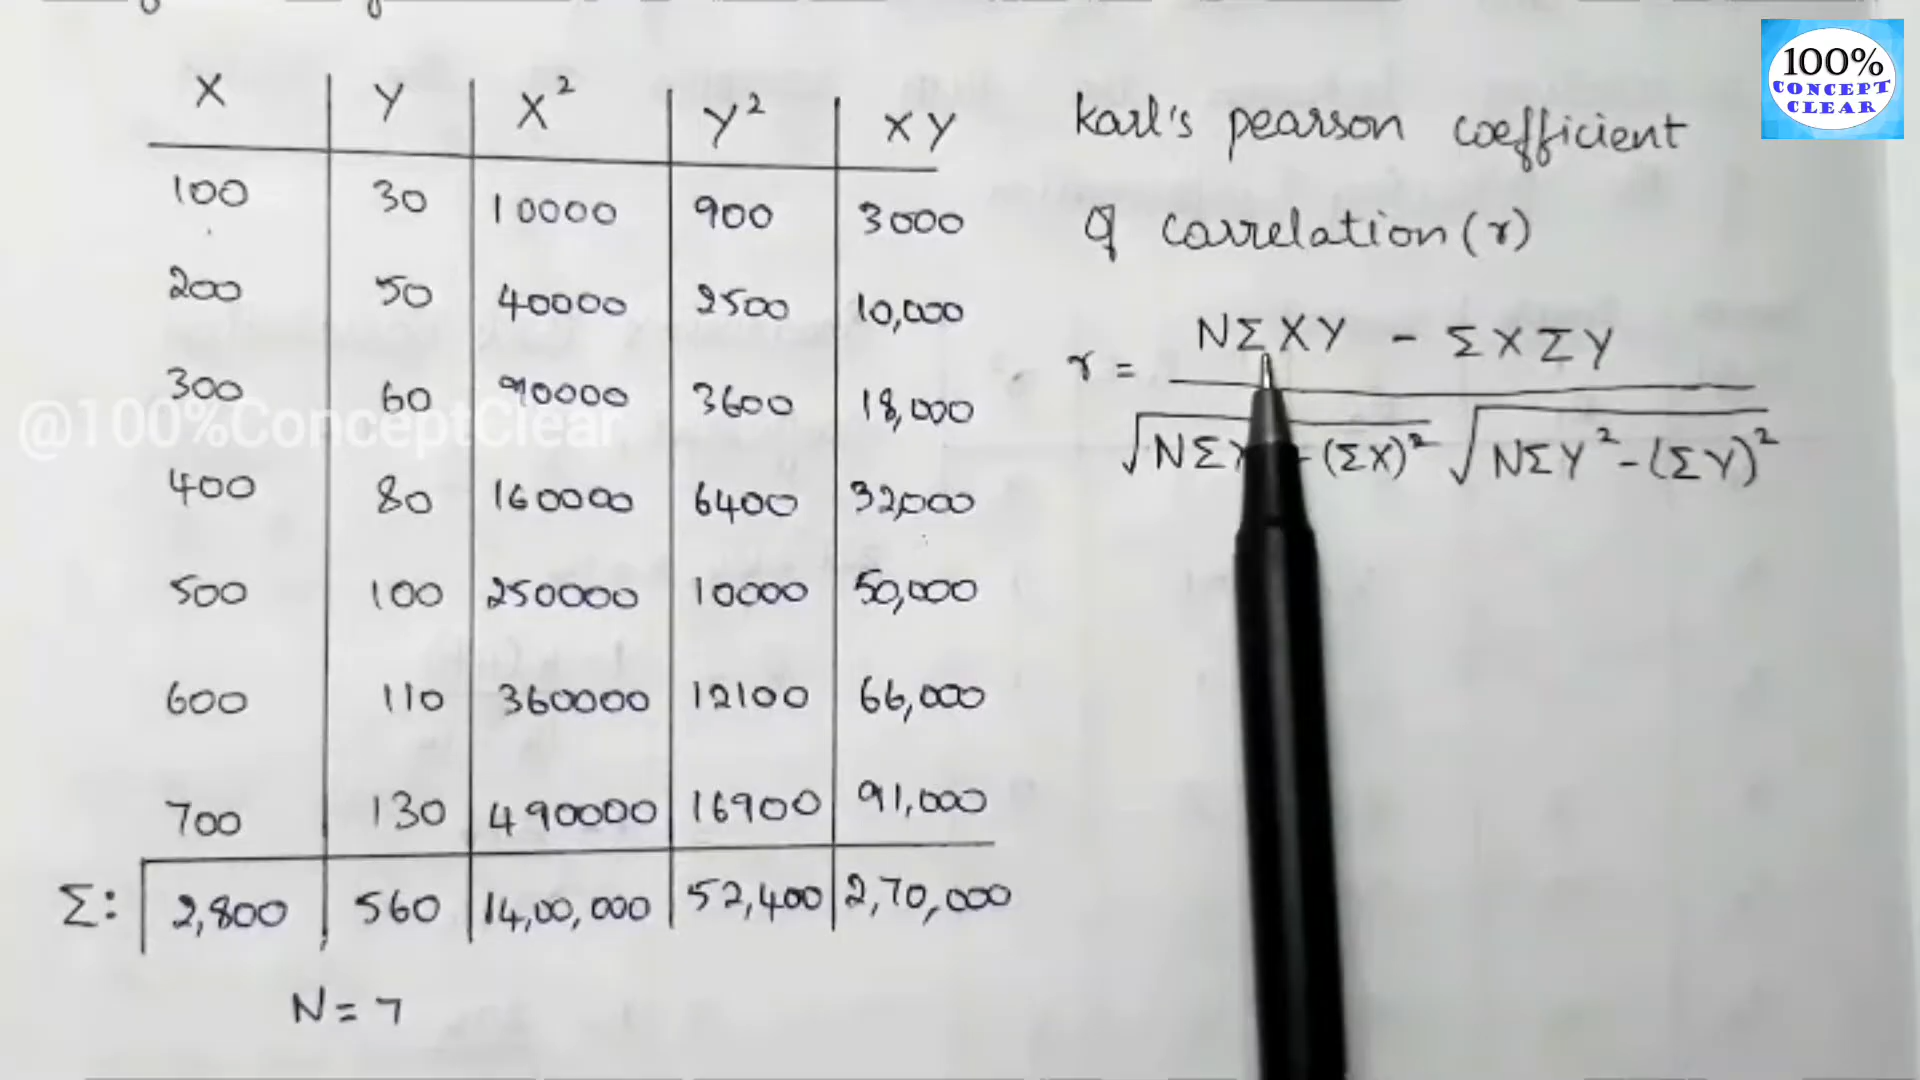 X Y X² Y² XY
100 30 10000 900 3000
200 50 40000 2500 10,000
300 60 90000 3600 18,000
400 80 160000 6400 32,000
500 100 250000 10000 50,000
600 110 360000 12100 66,000
700 130 490000 16900 91,000
Σ: 2,800 560 14,00,000 52,400 2,70,000
N = 7
Karl's pearson coefficient
of correlation (r)
r = NΣXY - ΣXΣY
√NΣX - (ΣX)² √NΣY² - (ΣY)²
@100%ConceptClear
100%
CONCEPT
CLEAR